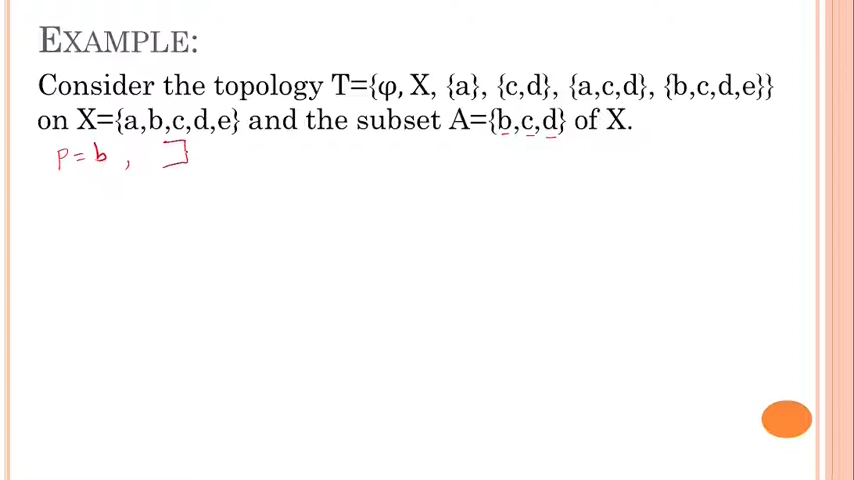 EXAMPLE:
Consider the topology T={φ, X, {a}, {c,d}, {a,c,d}, {b,c,d,e}}
on X={a,b,c,d,e} and the subset A={b,c,d} of X.
p = b , ∃